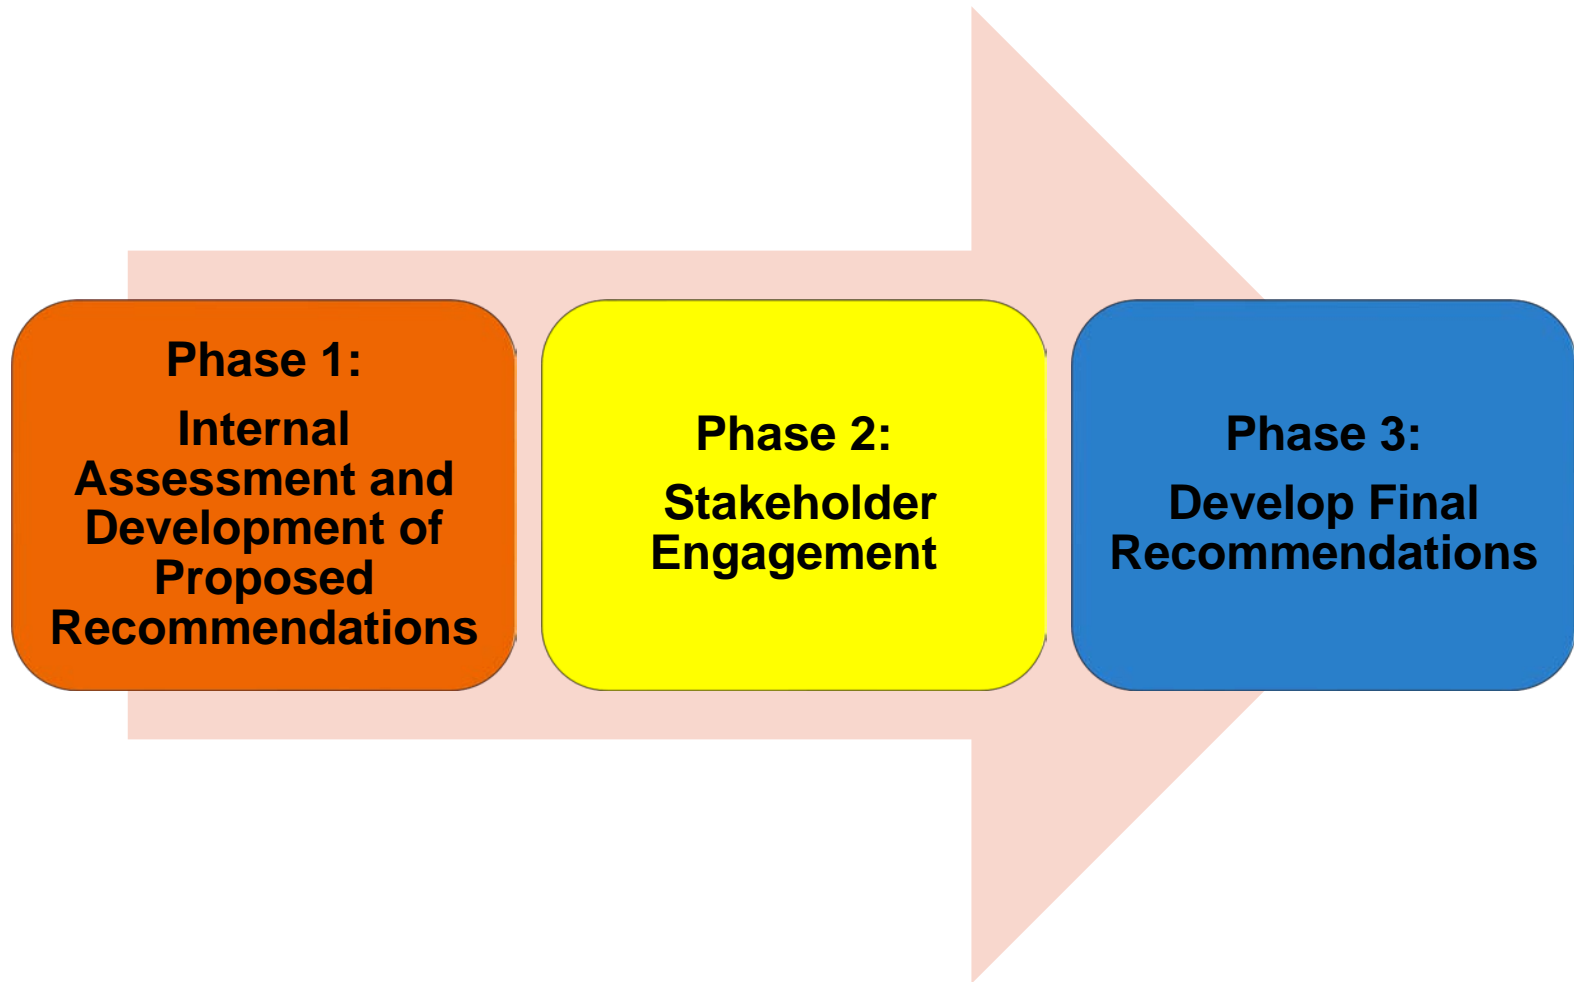 Phase 1:
Internal
Assessment and
Development of
Proposed
Recommendations
Phase 2:
Stakeholder
Engagement
Phase 3:
Develop Final
Recommendations